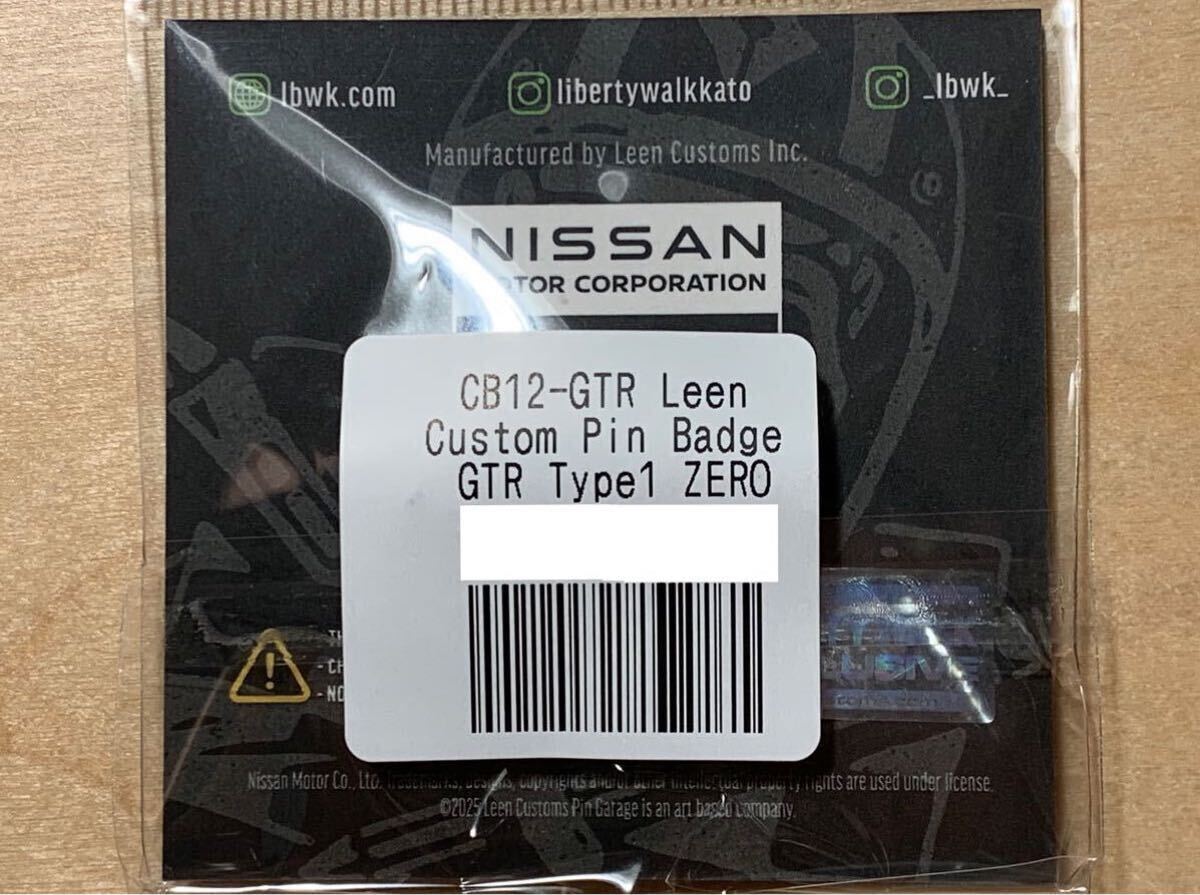 lbwk.com
libertywalkkato
_lbwk_
Manufactured by Leen Customs Inc.
NISSAN
MOTOR CORPORATION
CB12-GTR Leen
Custom Pin Badge
GTR Type1 ZERO
Nissan Motor Co., Ltd. Trademarks, designs, copyrights and/or other intellectual property rights are used under license.
©2025 Leen Customs Pin Garage is an art based company.